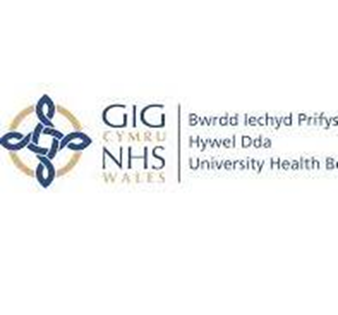 GIG
CYMRU
NHS
WALES
Bwrdd Iechyd
Hywel Dda
University Health